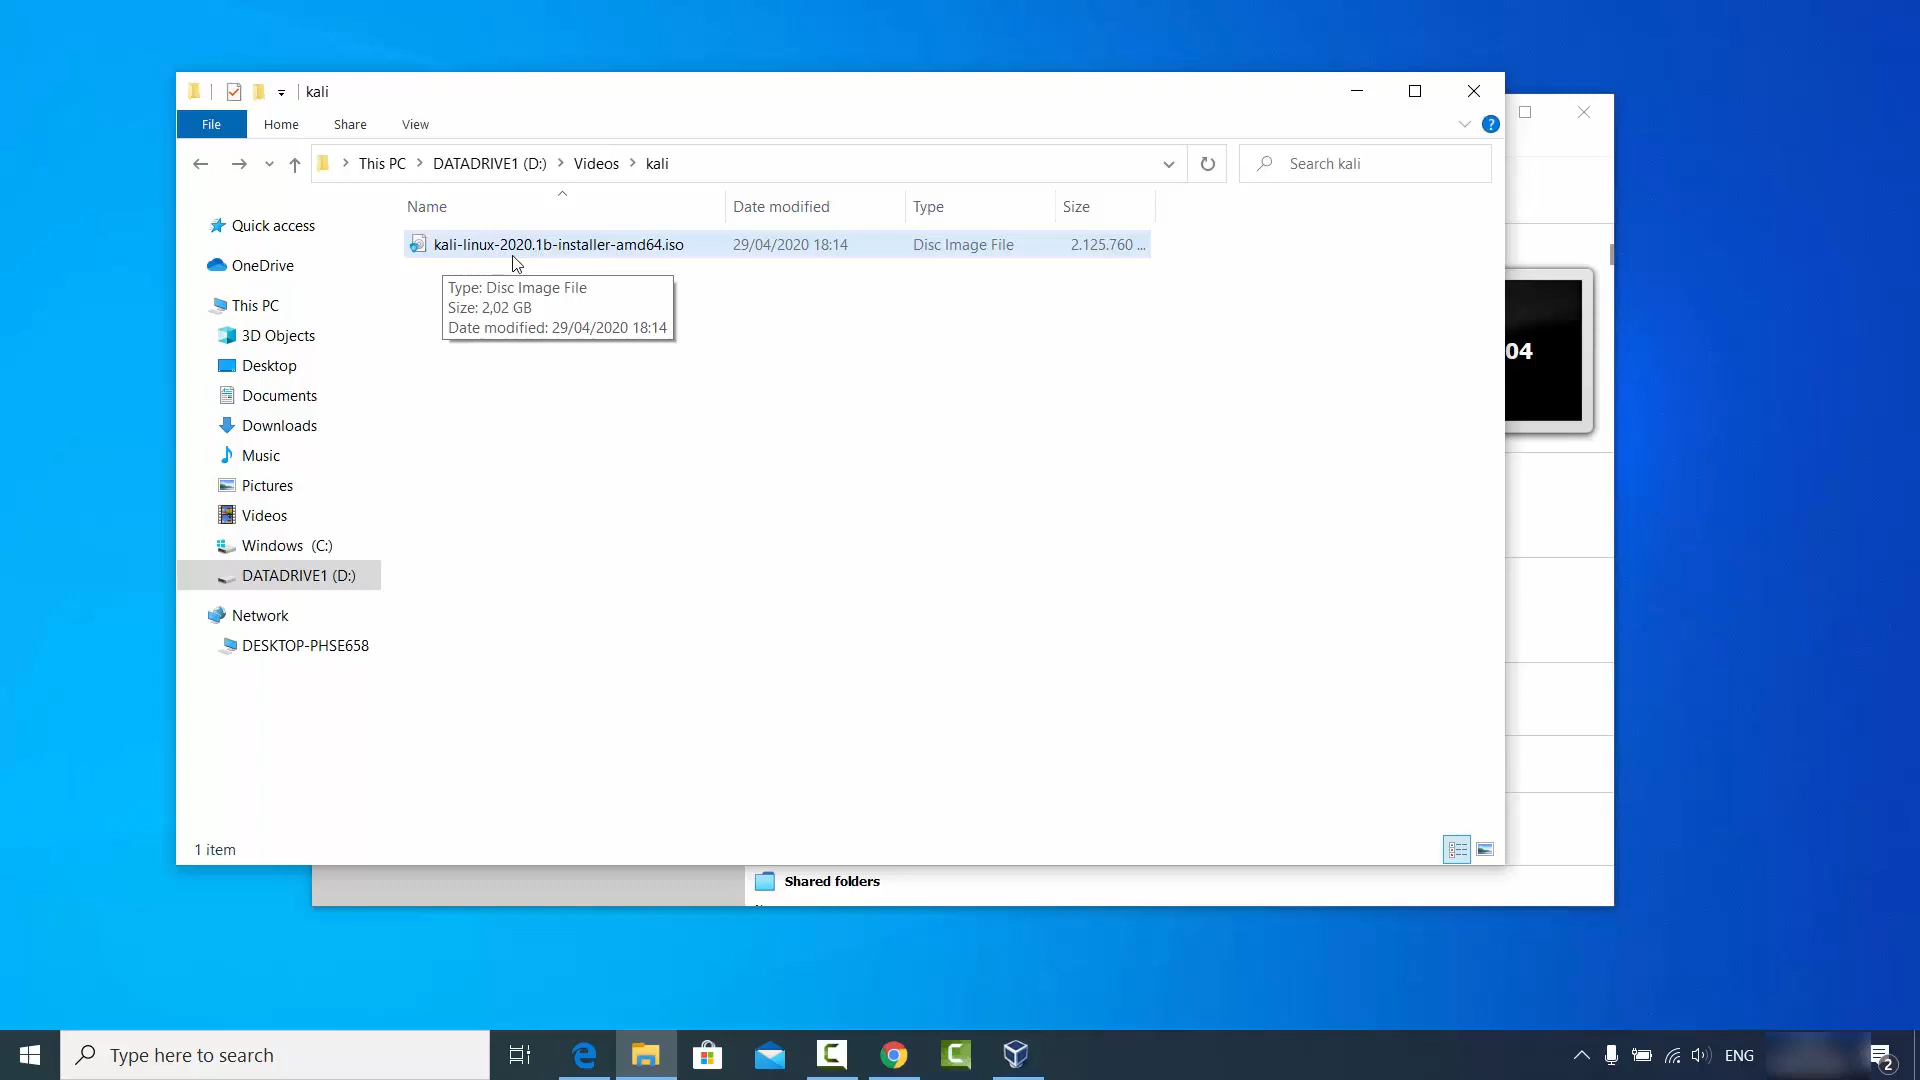 kali
File Home Share View
?
This PC DATADRIVE1 (D:) Videos kali
Search kali
Name Date modified Type Size
kali-linux-2020.1b-installer-amd64.iso 29/04/2020 18:14 Disc Image File 2.125.760 ...
Type: Disc Image File
Size: 2,02 GB
Date modified: 29/04/2020 18:14
Quick access
OneDrive
This PC
3D Objects
Desktop
Documents
Downloads
Music
Pictures
Videos
Windows (C:)
DATADRIVE1 (D:)
Network
DESKTOP-PHSE658
04
1 item
Shared folders
Type here to search
ENG
2